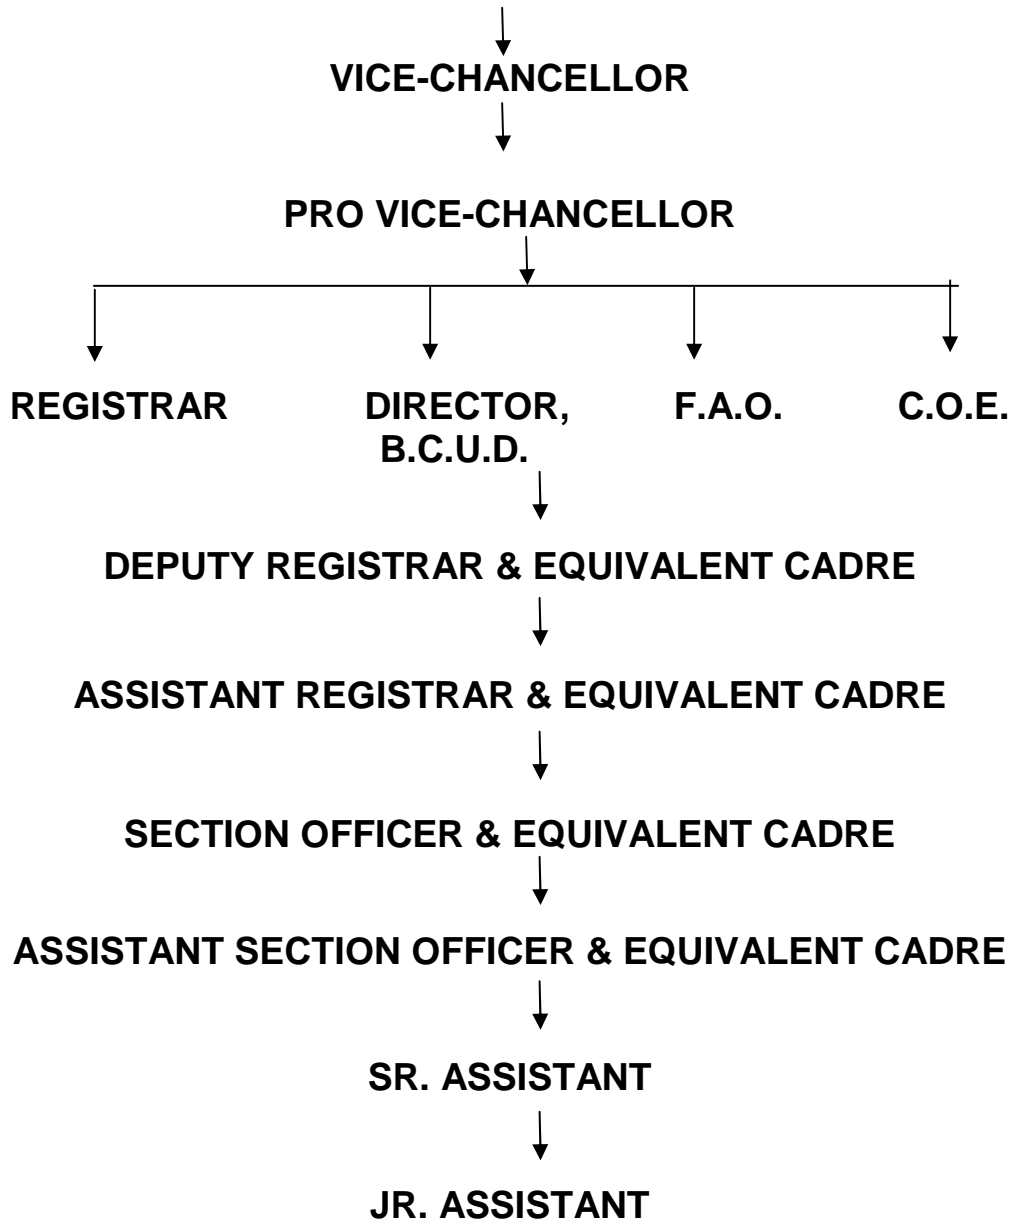 VICE-CHANCELLOR
PRO VICE-CHANCELLOR
REGISTRAR DIRECTOR, F.A.O. C.O.E.
B.C.U.D.
DEPUTY REGISTRAR & EQUIVALENT CADRE
ASSISTANT REGISTRAR & EQUIVALENT CADRE
SECTION OFFICER & EQUIVALENT CADRE
ASSISTANT SECTION OFFICER & EQUIVALENT CADRE
SR. ASSISTANT
JR. ASSISTANT